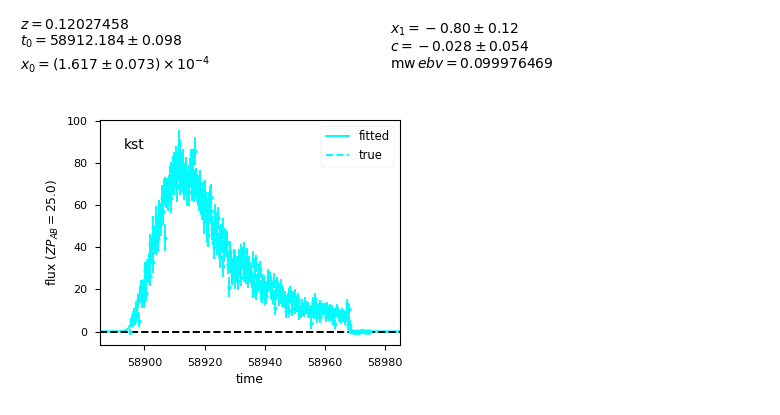 z = 0.12027458
t₀ = 58912.184 ± 0.098
x₀ = (1.617 ± 0.073) × 10⁻⁴
x₁ = −0.80 ± 0.12
c = −0.028 ± 0.054
mw ebv = 0.099976469
kst
fitted
true
100
80
60
40
20
0
flux (ZP_AB = 25.0)
58900 58920 58940 58960 58980
time